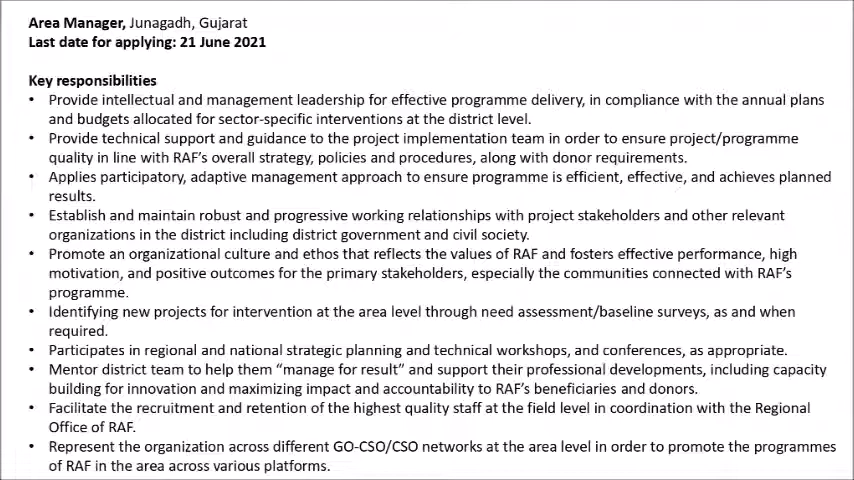 Area Manager, Junagadh, Gujarat
Last date for applying: 21 June 2021
Key responsibilities
• Provide intellectual and management leadership for effective programme delivery, in compliance with the annual plans
and budgets allocated for sector-specific interventions at the district level.
• Provide technical support and guidance to the project implementation team in order to ensure project/programme
quality in line with RAF's overall strategy, policies and procedures, along with donor requirements.
• Applies participatory, adaptive management approach to ensure programme is efficient, effective, and achieves planned
results.
• Establish and maintain robust and progressive working relationships with project stakeholders and other relevant
organizations in the district including district government and civil society.
• Promote an organizational culture and ethos that reflects the values of RAF and fosters effective performance, high
motivation, and positive outcomes for the primary stakeholders, especially the communities connected with RAF's
programme.
• Identifying new projects for intervention at the area level through need assessment/baseline surveys, as and when
required.
• Participates in regional and national strategic planning and technical workshops, and conferences, as appropriate.
• Mentor district team to help them “manage for result” and support their professional developments, including capacity
building for innovation and maximizing impact and accountability to RAF's beneficiaries and donors.
• Facilitate the recruitment and retention of the highest quality staff at the field level in coordination with the Regional
Office of RAF.
• Represent the organization across different GO-CSO/CSO networks at the area level in order to promote the programmes
of RAF in the area across various platforms.